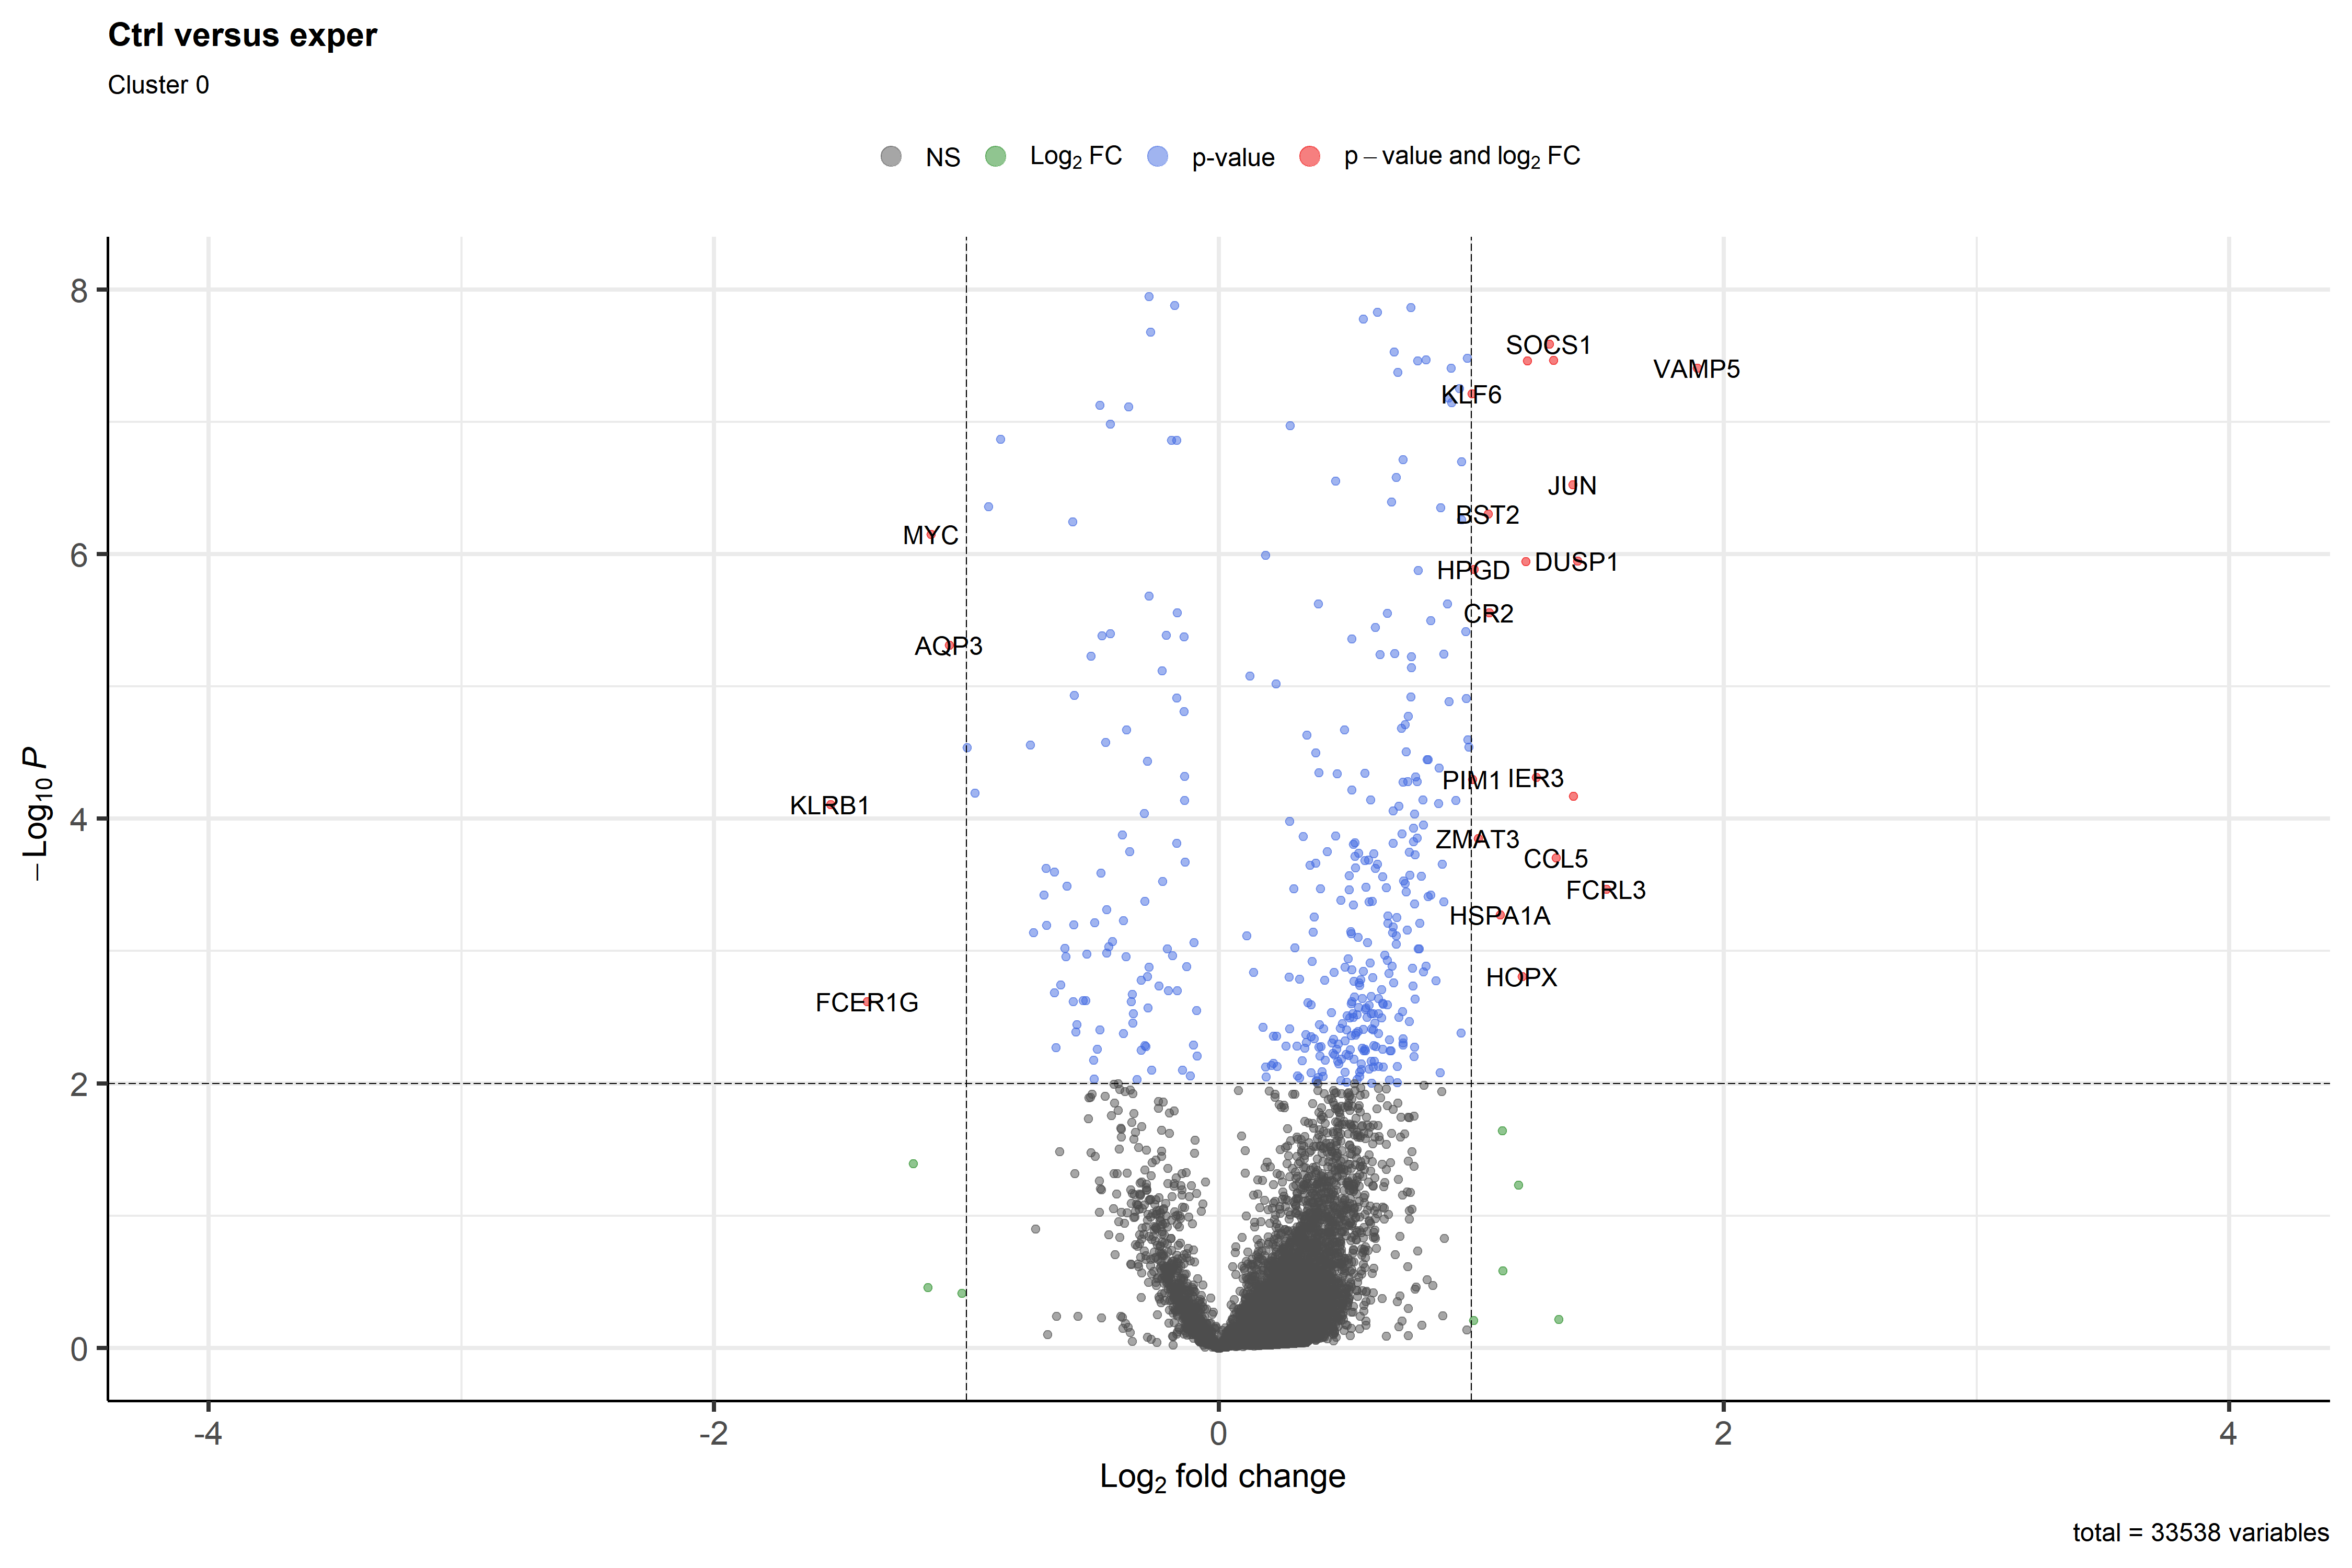 Ctrl versus exper
Cluster 0
NS Log₂ FC p-value p – value and log₂ FC
8
SOCS1
VAMP5
KLF6
JUN
BST2
MYC
6
DUSP1
HPGD
CR2
AQP3
– Log₁₀ P
PIM1 IER3
KLRB1
4
ZMAT3
CCL5
FCRL3
HSPA1A
HOPX
FCER1G
2
0
-4 -2 0 2 4
Log₂ fold change
total = 33538 variables